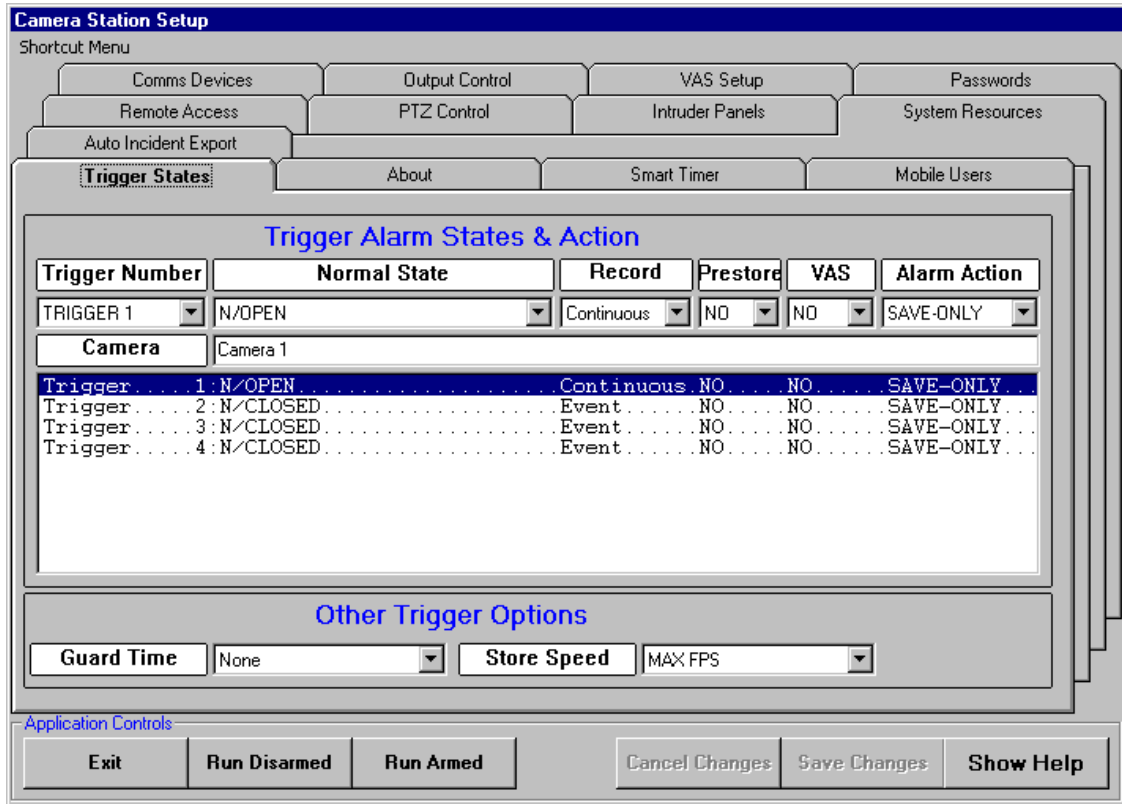 Camera Station Setup
Shortcut Menu
Comms Devices Output Control VAS Setup Passwords
Remote Access PTZ Control Intruder Panels System Resources
Auto Incident Export
Trigger States About Smart Timer Mobile Users
Trigger Alarm States & Action
Trigger Number Normal State Record Prestore VAS Alarm Action
TRIGGER 1 N/OPEN Continuous NO NO SAVE-ONLY
Camera Camera 1
Trigger.....1:N/OPEN.......................Continuous.NO.....NO......SAVE-ONLY...
Trigger.....2:N/CLOSED.....................Event......NO.....NO......SAVE-ONLY...
Trigger.....3:N/CLOSED.....................Event......NO.....NO......SAVE-ONLY...
Trigger.....4:N/CLOSED.....................Event......NO.....NO......SAVE-ONLY...
Other Trigger Options
Guard Time None Store Speed MAX FPS
Application Controls
Exit Run Disarmed Run Armed Cancel Changes Save Changes Show Help